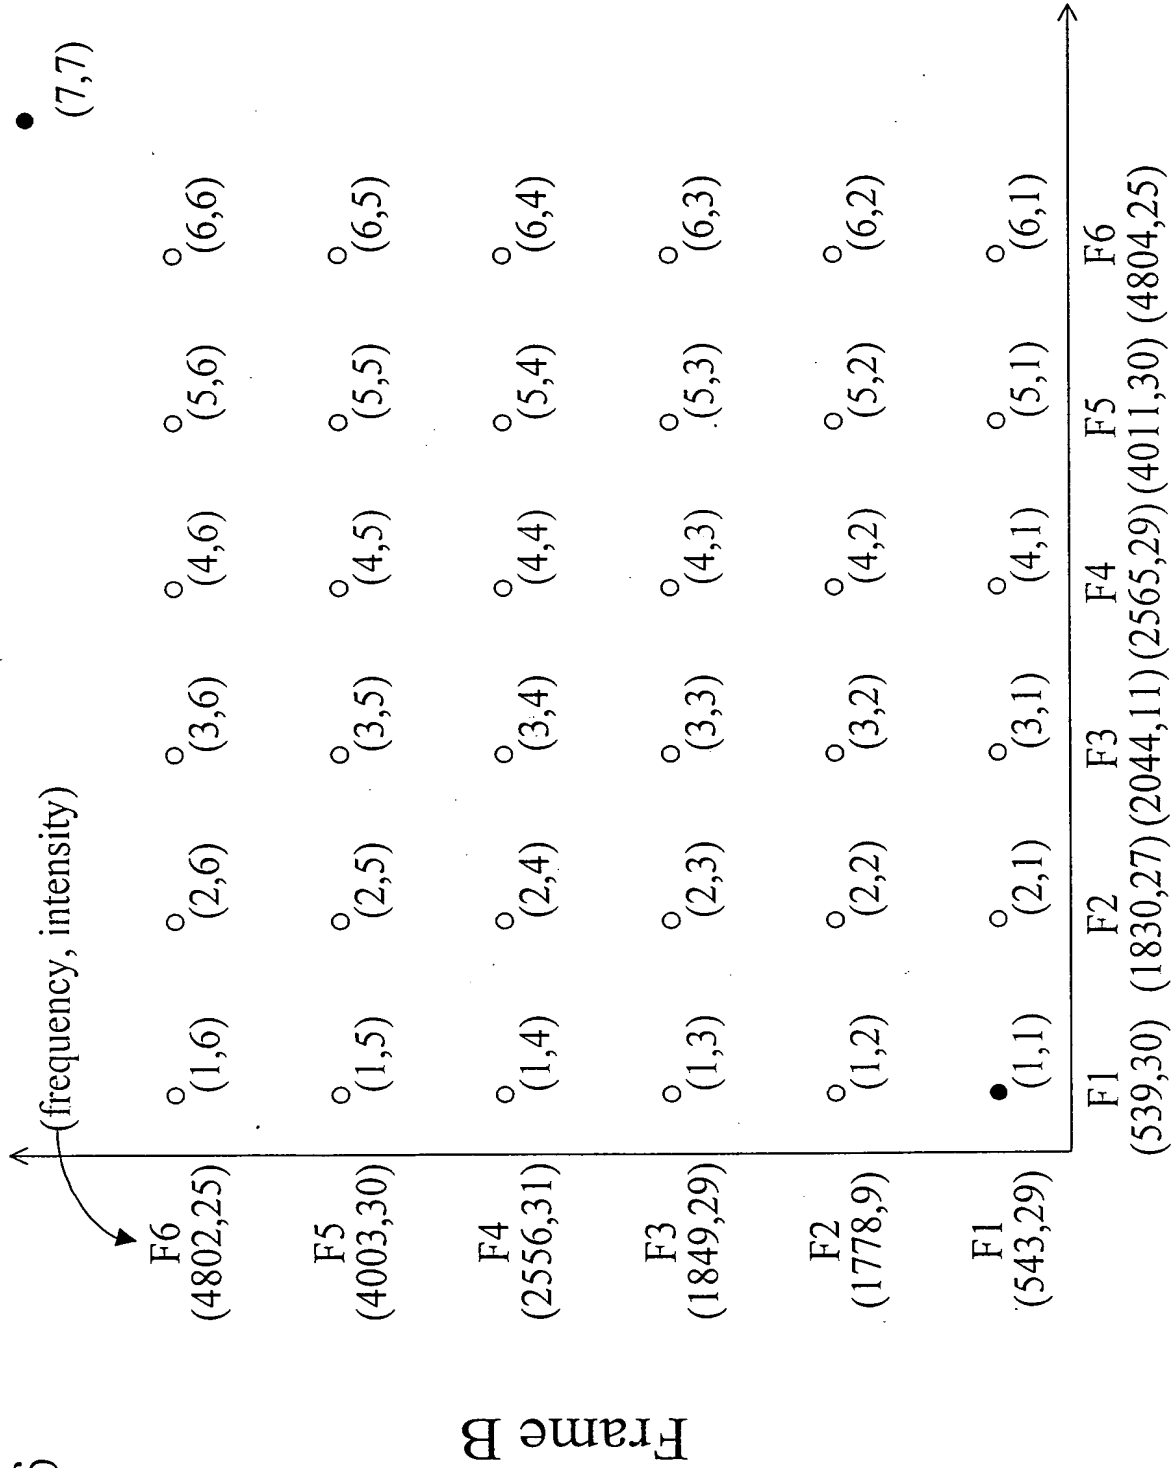 (7,7)
(frequency, intensity)
F6
(4802,25)
(1,6) (2,6) (3,6) (4,6) (5,6) (6,6)
F5
(4003,30)
(1,5) (2,5) (3,5) (4,5) (5,5) (6,5)
F4
(2556,31)
(1,4) (2,4) (3,4) (4,4) (5,4) (6,4)
F3
(1849,29)
(1,3) (2,3) (3,3) (4,3) (5,3) (6,3)
F2
(1778,9)
(1,2) (2,2) (3,2) (4,2) (5,2) (6,2)
F1
(543,29)
(1,1) (2,1) (3,1) (4,1) (5,1) (6,1)
F1 F2 F3 F4 F5 F6
(539,30) (1830,27) (2044,11) (2565,29) (4011,30) (4804,25)
Frame B